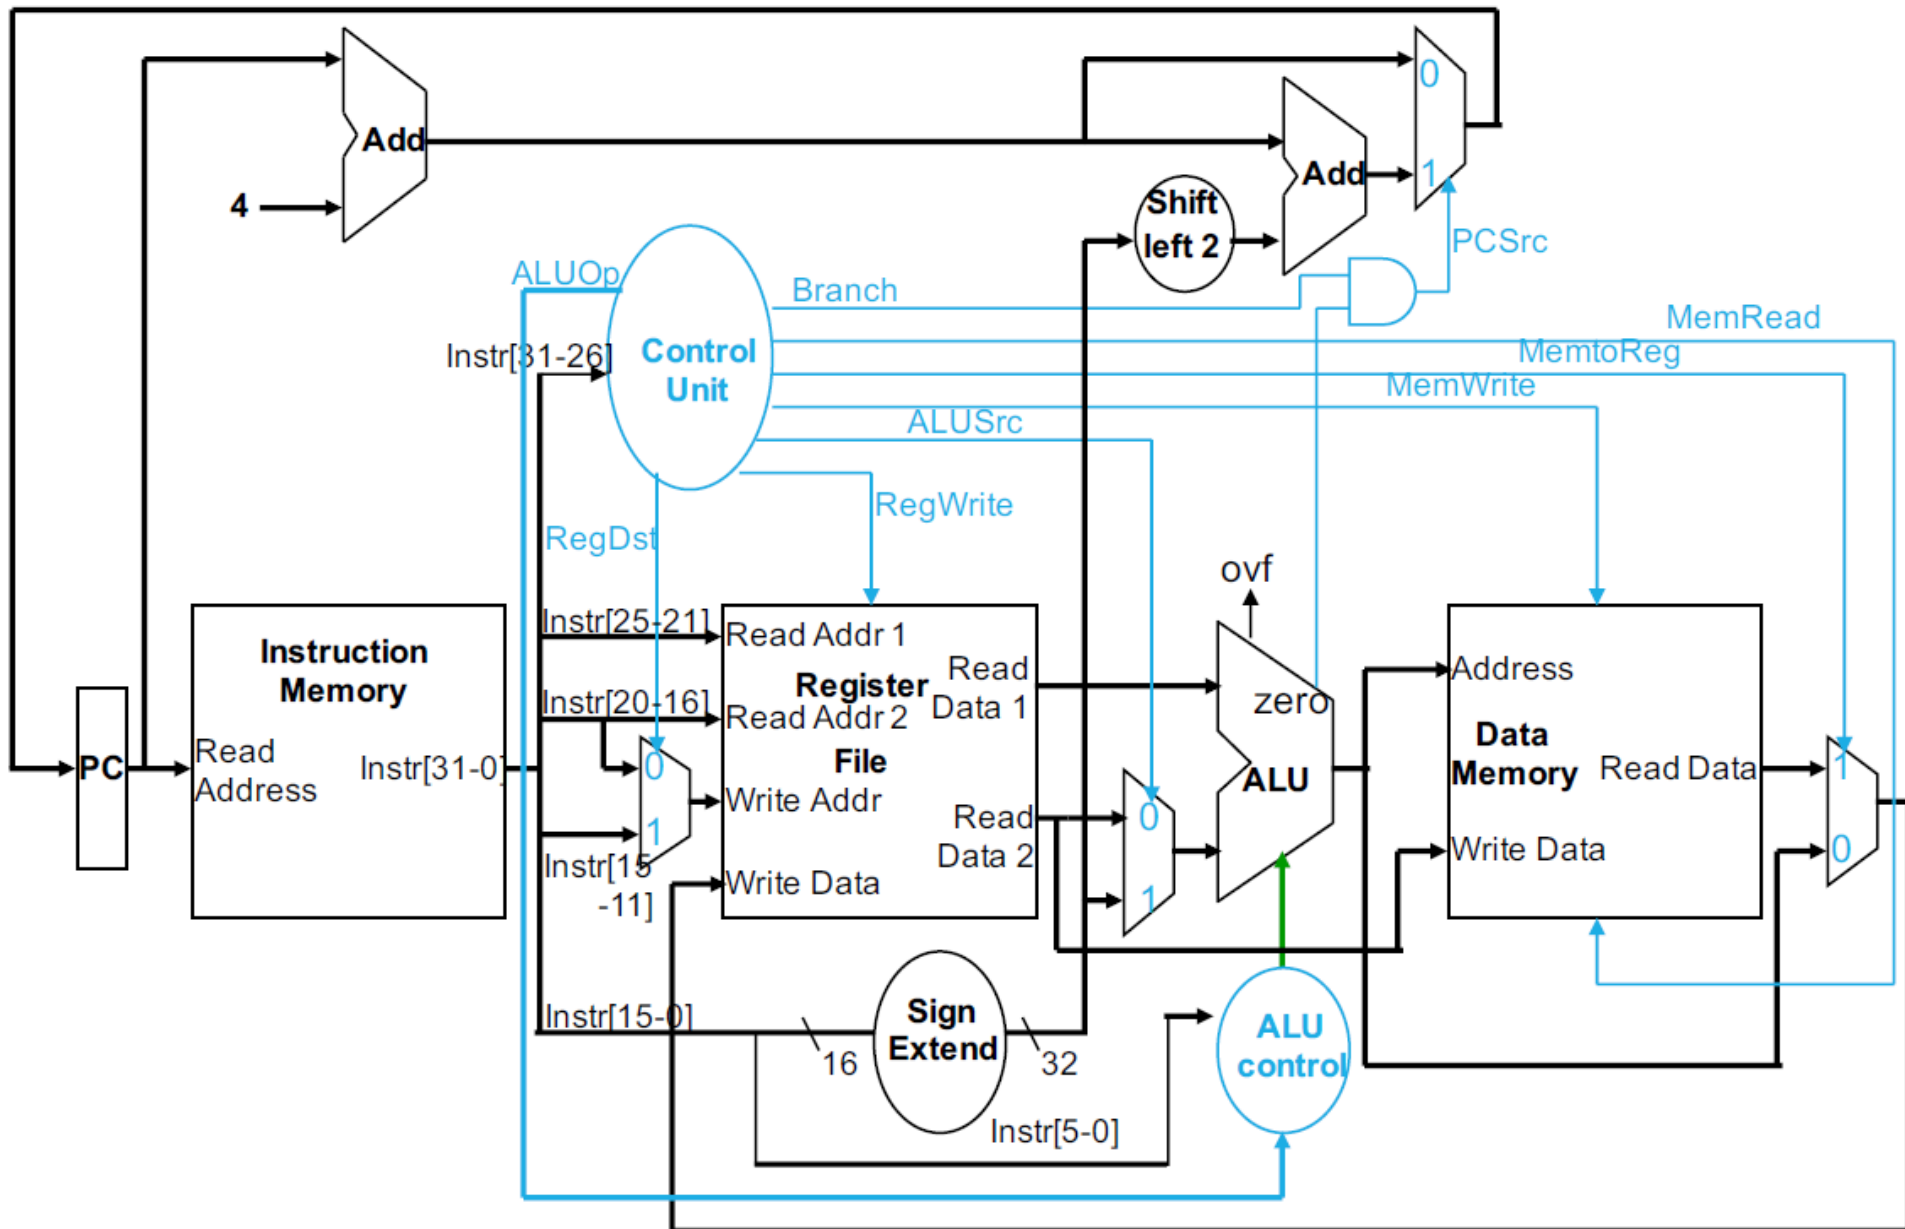 0
Add
Add
1
4
Shift
left 2
PCSrc
ALUOp
Branch
MemRead
Instr[31-26]
Control
Unit
MemtoReg
MemWrite
ALUSrc
RegWrite
RegDst
ovf
Instr[25-21]
Read Addr 1
Instruction
Memory
Read
Data 1
Address
Register
Instr[20-16]
Read Addr 2
zero
Data
Memory
PC
Read
Address
Instr[31-0]
0
File
ALU
Read Data
1
Write Addr
Read
Data 2
0
1
Instr[15
-11]
Write Data
Write Data
0
1
Instr[15-0]
16
Sign
Extend
32
ALU
control
Instr[5-0]